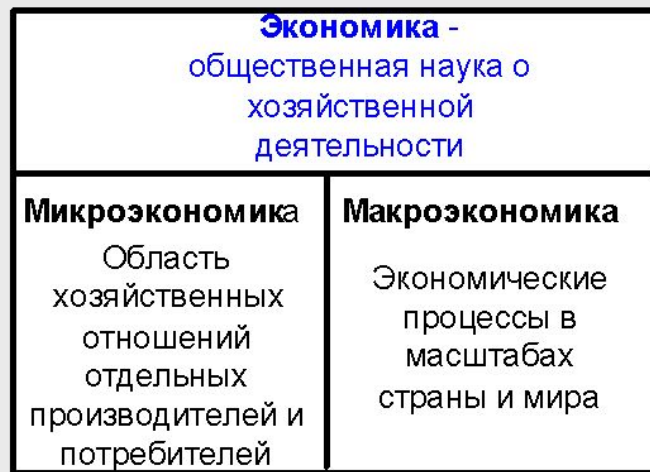 Экономика -
общественная наука о
хозяйственной
деятельности
Микроэкономика
Область
хозяйственных
отношений
отдельных
производителей и
потребителей
Макроэкономика
Экономические
процессы в
масштабах
страны и мира